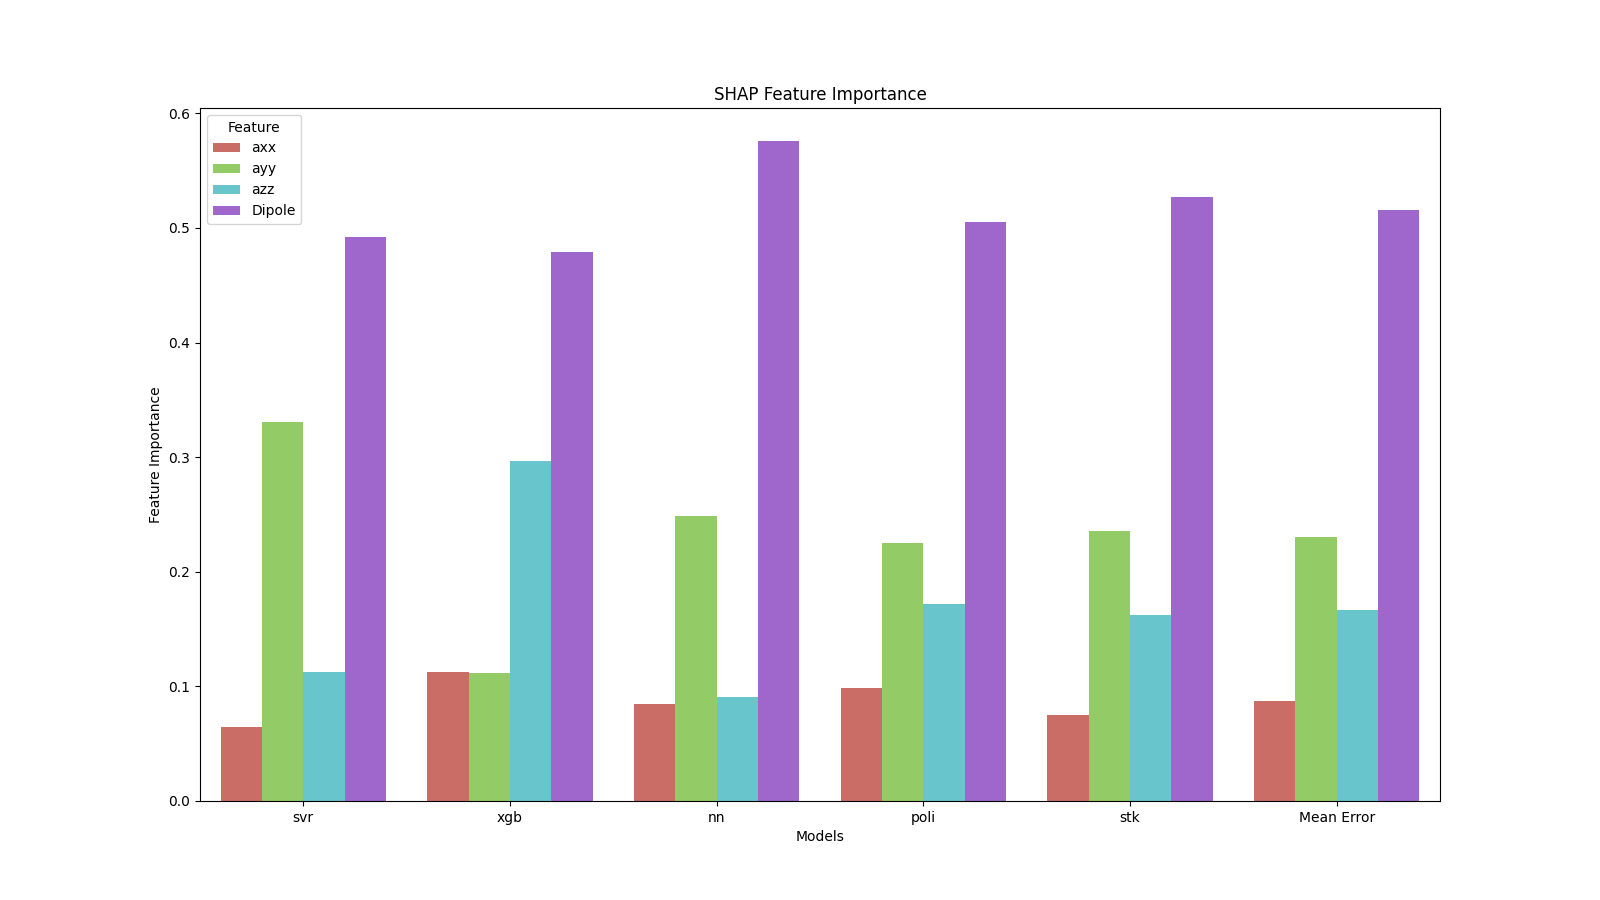 SHAP Feature Importance
Feature
axx
ayy
azz
Dipole
Feature Importance
0.6
0.5
0.4
0.3
0.2
0.1
0.0
svr xgb nn poli stk Mean Error
Models